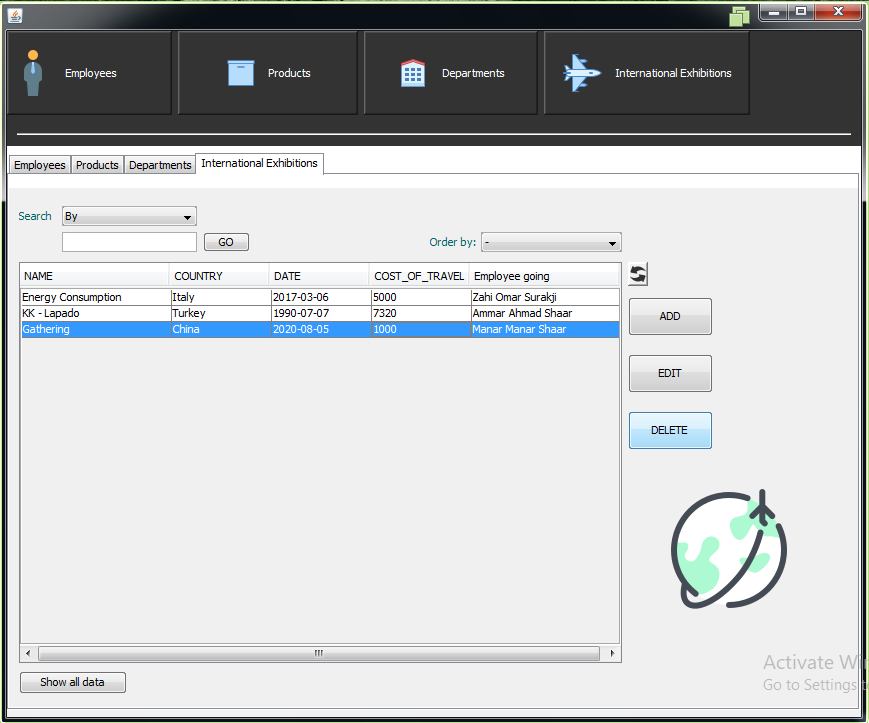 Employees Products Departments International Exhibitions
Employees Products Departments International Exhibitions
Search By
GO Order by: -
NAME COUNTRY DATE COST_OF_TRAVEL Employee going
Energy Consumption Italy 2017-03-06 5000 Zahi Omar Surakji
KK - Lapado Turkey 1990-07-07 7320 Ammar Ahmad Shaar
Gathering China 2020-08-05 1000 Manar Manar Shaar
ADD
EDIT
DELETE
Show all data
Activate Wi
Go to Settings t